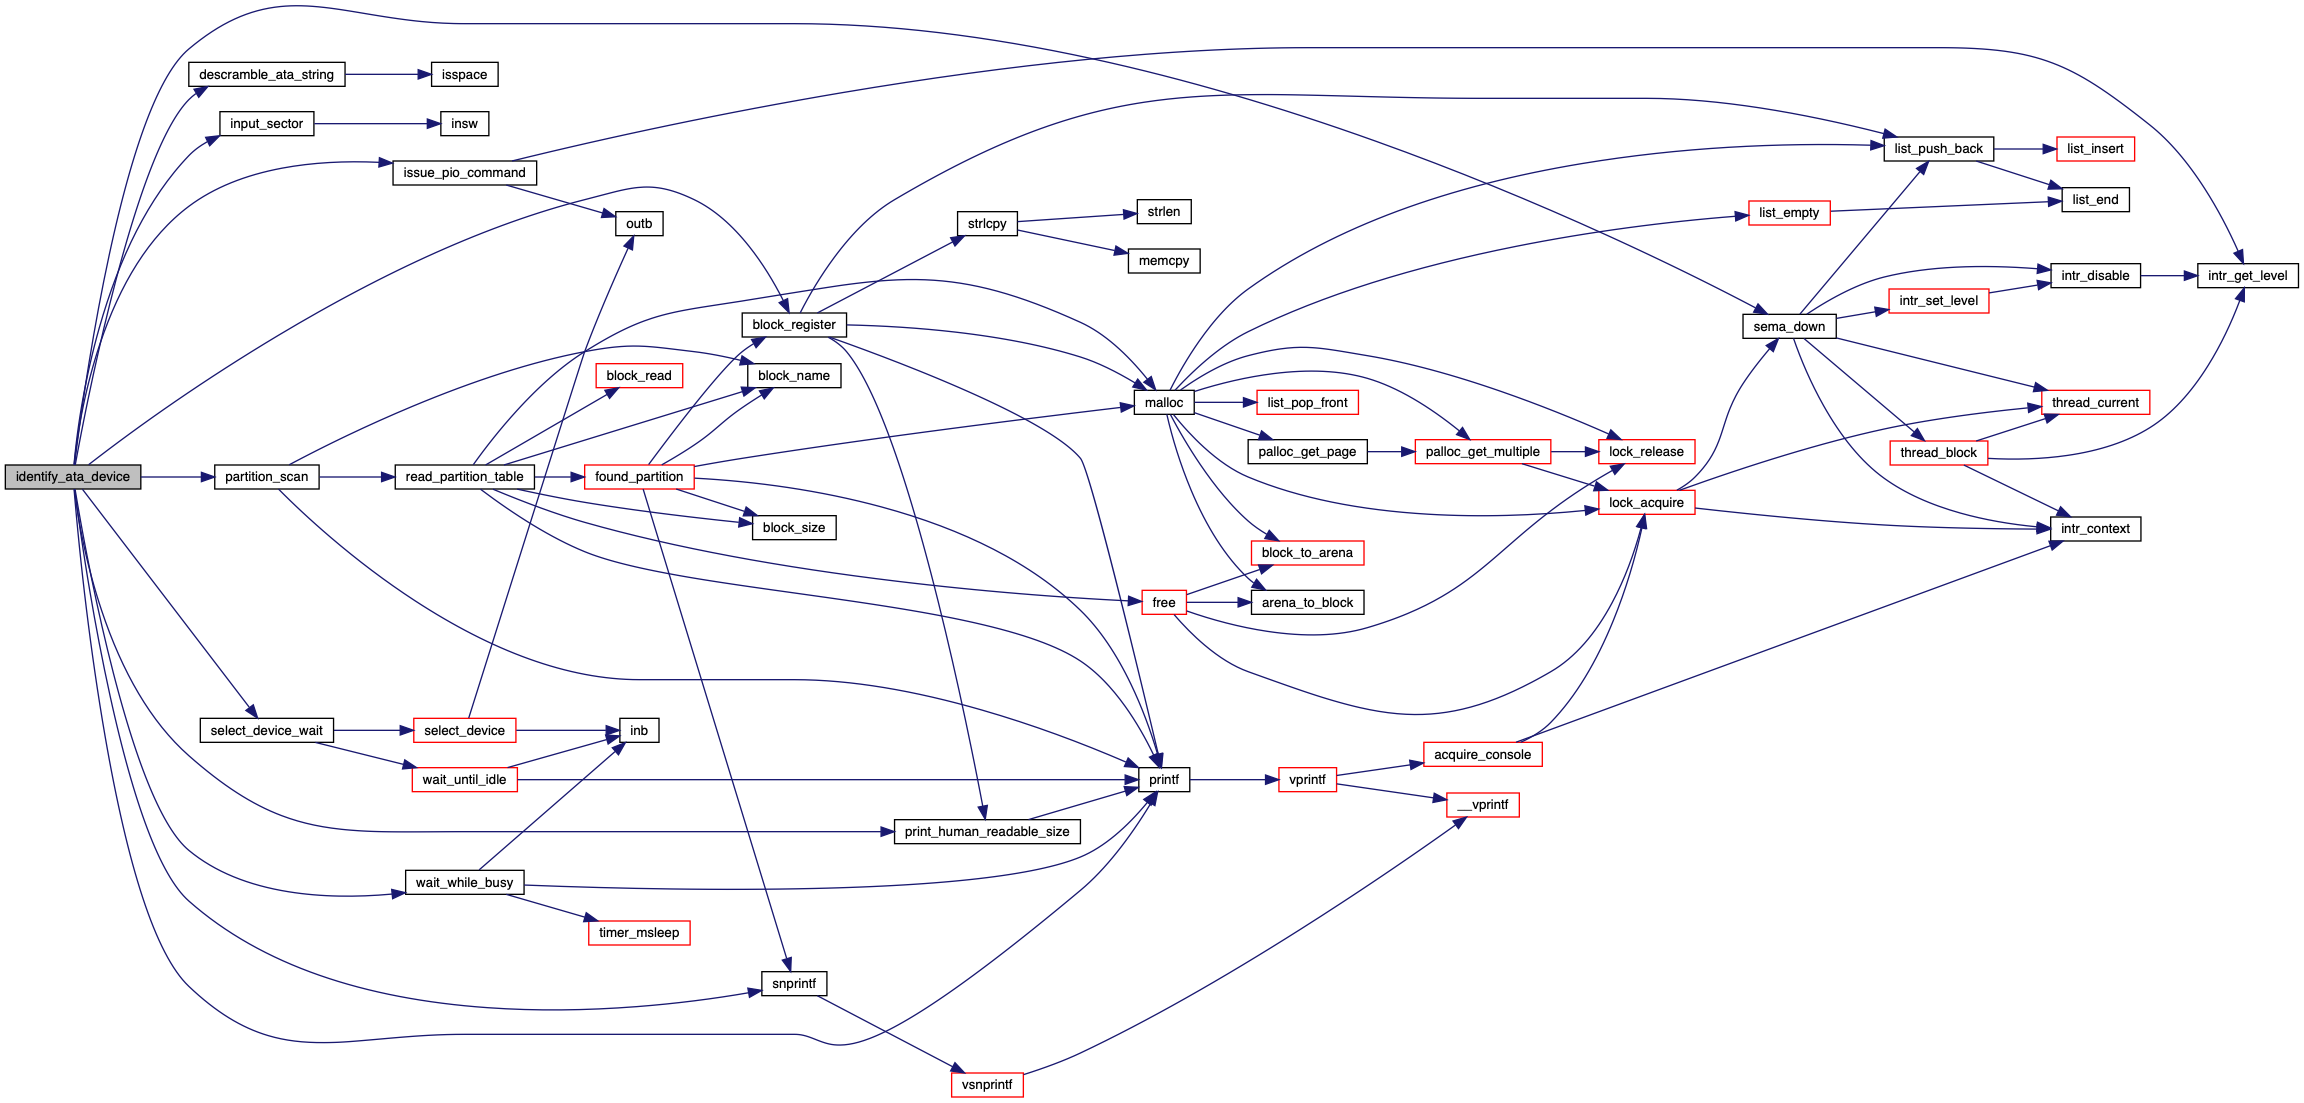 identify_ata_device
descramble_ata_string
isspace
input_sector
insw
issue_pio_command
outb
list_push_back
list_insert
list_end
list_empty
strlcpy
strlen
memcpy
block_register
sema_down
intr_disable
intr_get_level
intr_set_level
block_read
block_name
malloc
list_pop_front
thread_current
palloc_get_page
palloc_get_multiple
lock_release
thread_block
partition_scan
read_partition_table
found_partition
block_size
lock_acquire
intr_context
block_to_arena
free
arena_to_block
select_device_wait
select_device
inb
wait_until_idle
printf
vprintf
acquire_console
__vprintf
print_human_readable_size
wait_while_busy
timer_msleep
snprintf
vsnprintf